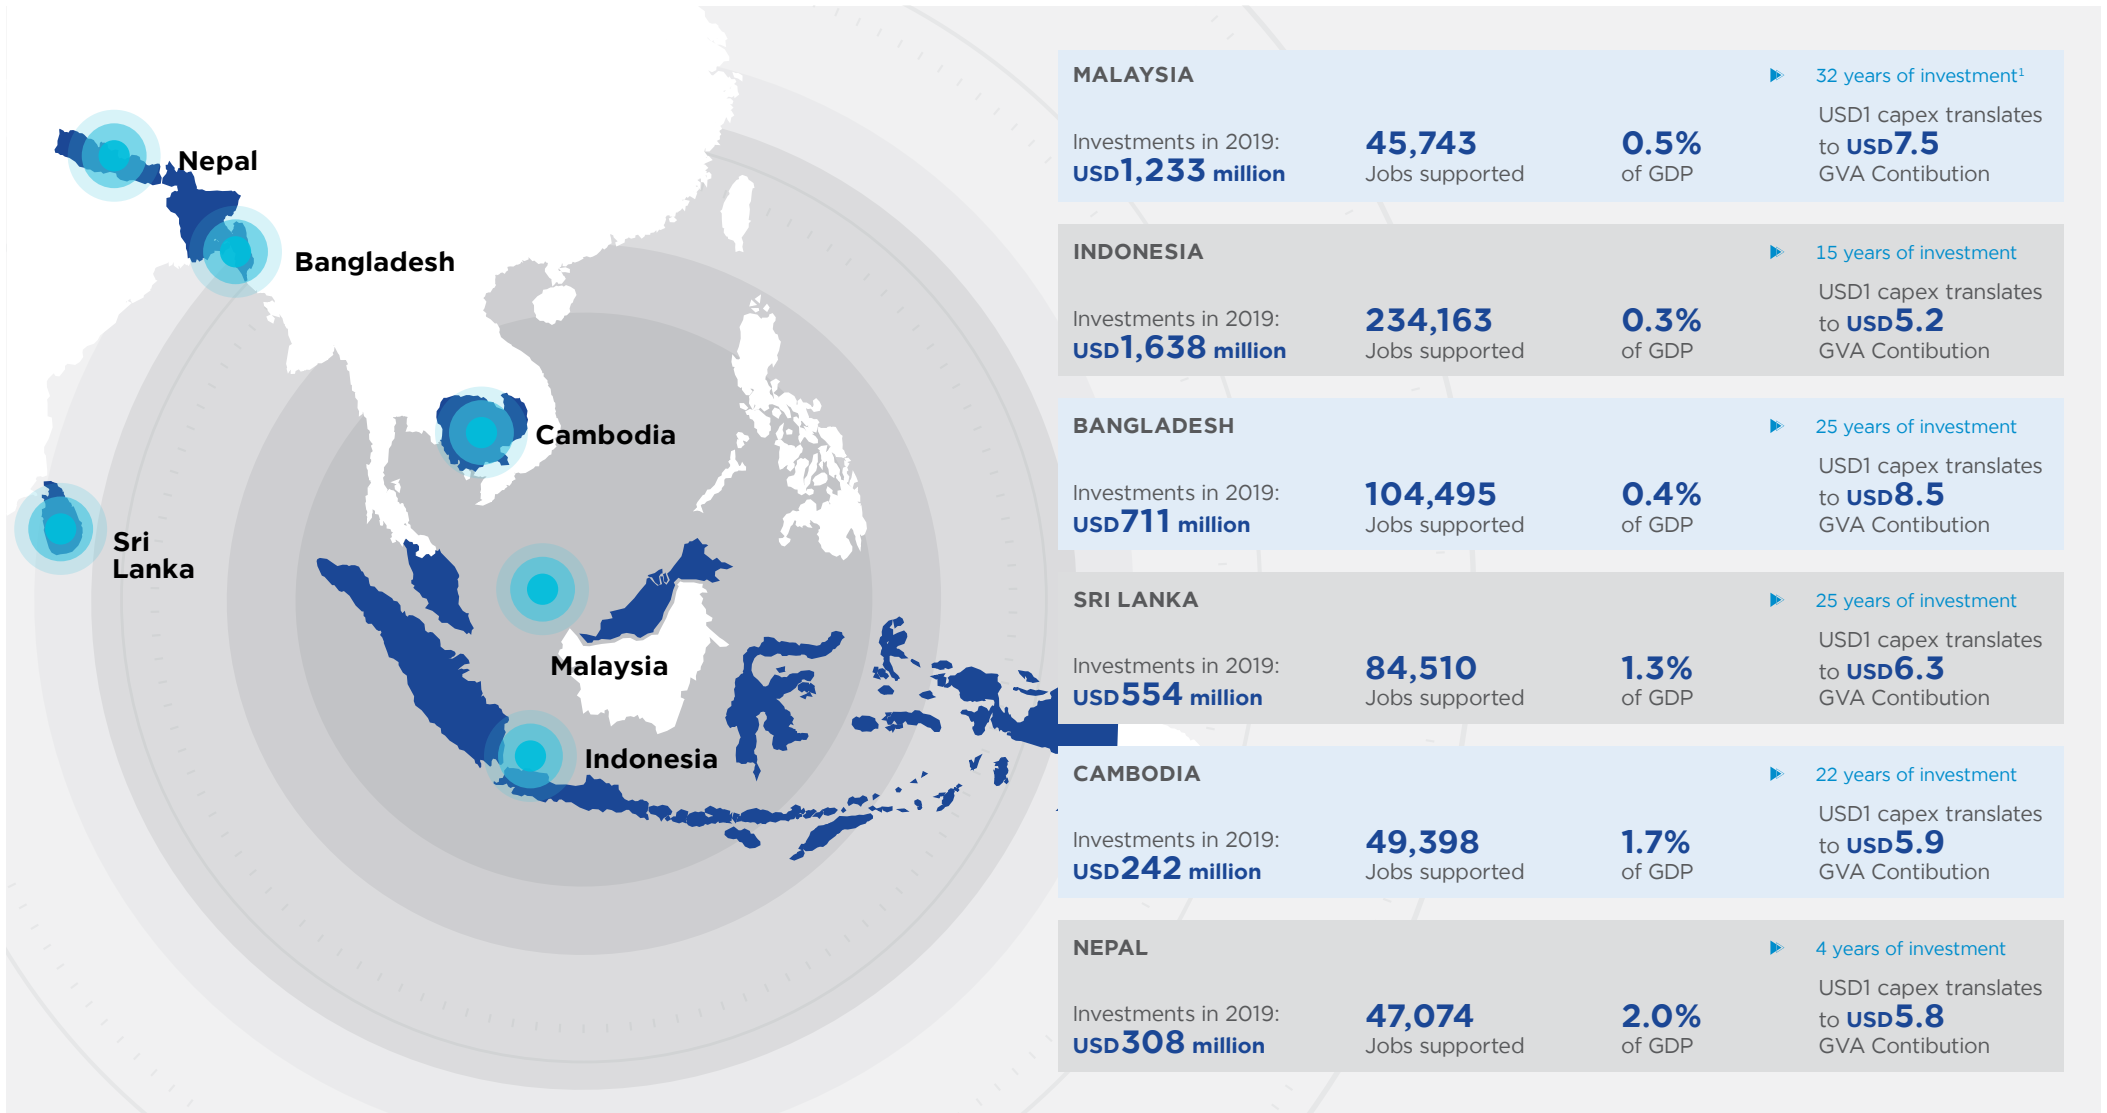 Nepal
Bangladesh
Cambodia
Sri
Lanka
Malaysia
Indonesia
MALAYSIA
32 years of investment¹
Investments in 2019:
USD1,233 million
45,743
Jobs supported
0.5%
of GDP
USD1 capex translates
to USD7.5
GVA Contibution
INDONESIA
15 years of investment
Investments in 2019:
USD1,638 million
234,163
Jobs supported
0.3%
of GDP
USD1 capex translates
to USD5.2
GVA Contibution
BANGLADESH
25 years of investment
Investments in 2019:
USD711 million
104,495
Jobs supported
0.4%
of GDP
USD1 capex translates
to USD8.5
GVA Contibution
SRI LANKA
25 years of investment
Investments in 2019:
USD554 million
84,510
Jobs supported
1.3%
of GDP
USD1 capex translates
to USD6.3
GVA Contibution
CAMBODIA
22 years of investment
Investments in 2019:
USD242 million
49,398
Jobs supported
1.7%
of GDP
USD1 capex translates
to USD5.9
GVA Contibution
NEPAL
4 years of investment
Investments in 2019:
USD308 million
47,074
Jobs supported
2.0%
of GDP
USD1 capex translates
to USD5.8
GVA Contibution